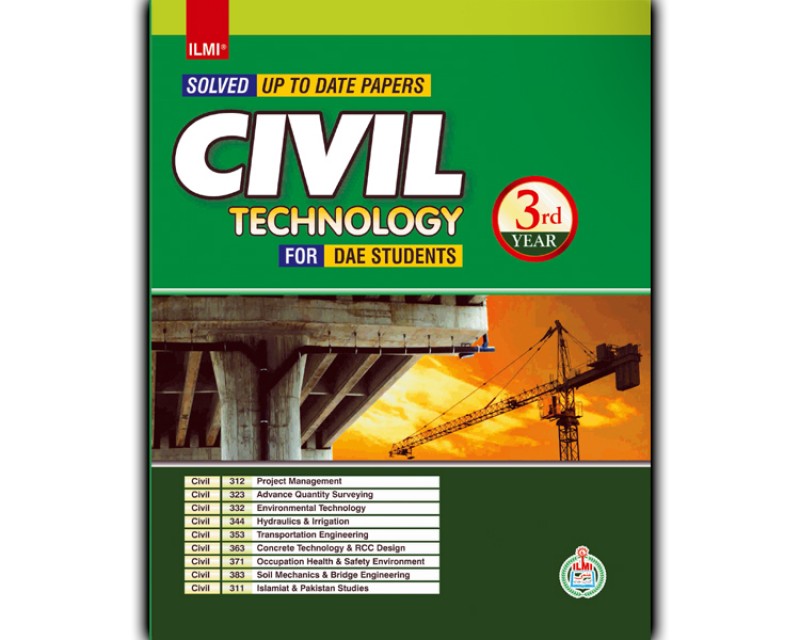 ILMI®
SOLVED UP TO DATE PAPERS
CIVIL
TECHNOLOGY
FOR DAE STUDENTS
3rd
YEAR
Civil 312 Project Management
Civil 323 Advance Quantity Surveying
Civil 332 Environmental Technology
Civil 344 Hydraulics & Irrigation
Civil 353 Transportation Engineering
Civil 363 Concrete Technology & RCC Design
Civil 371 Occupation Health & Safety Environment
Civil 383 Soil Mechanics & Bridge Engineering
Civil 311 Islamiat & Pakistan Studies
ILMI